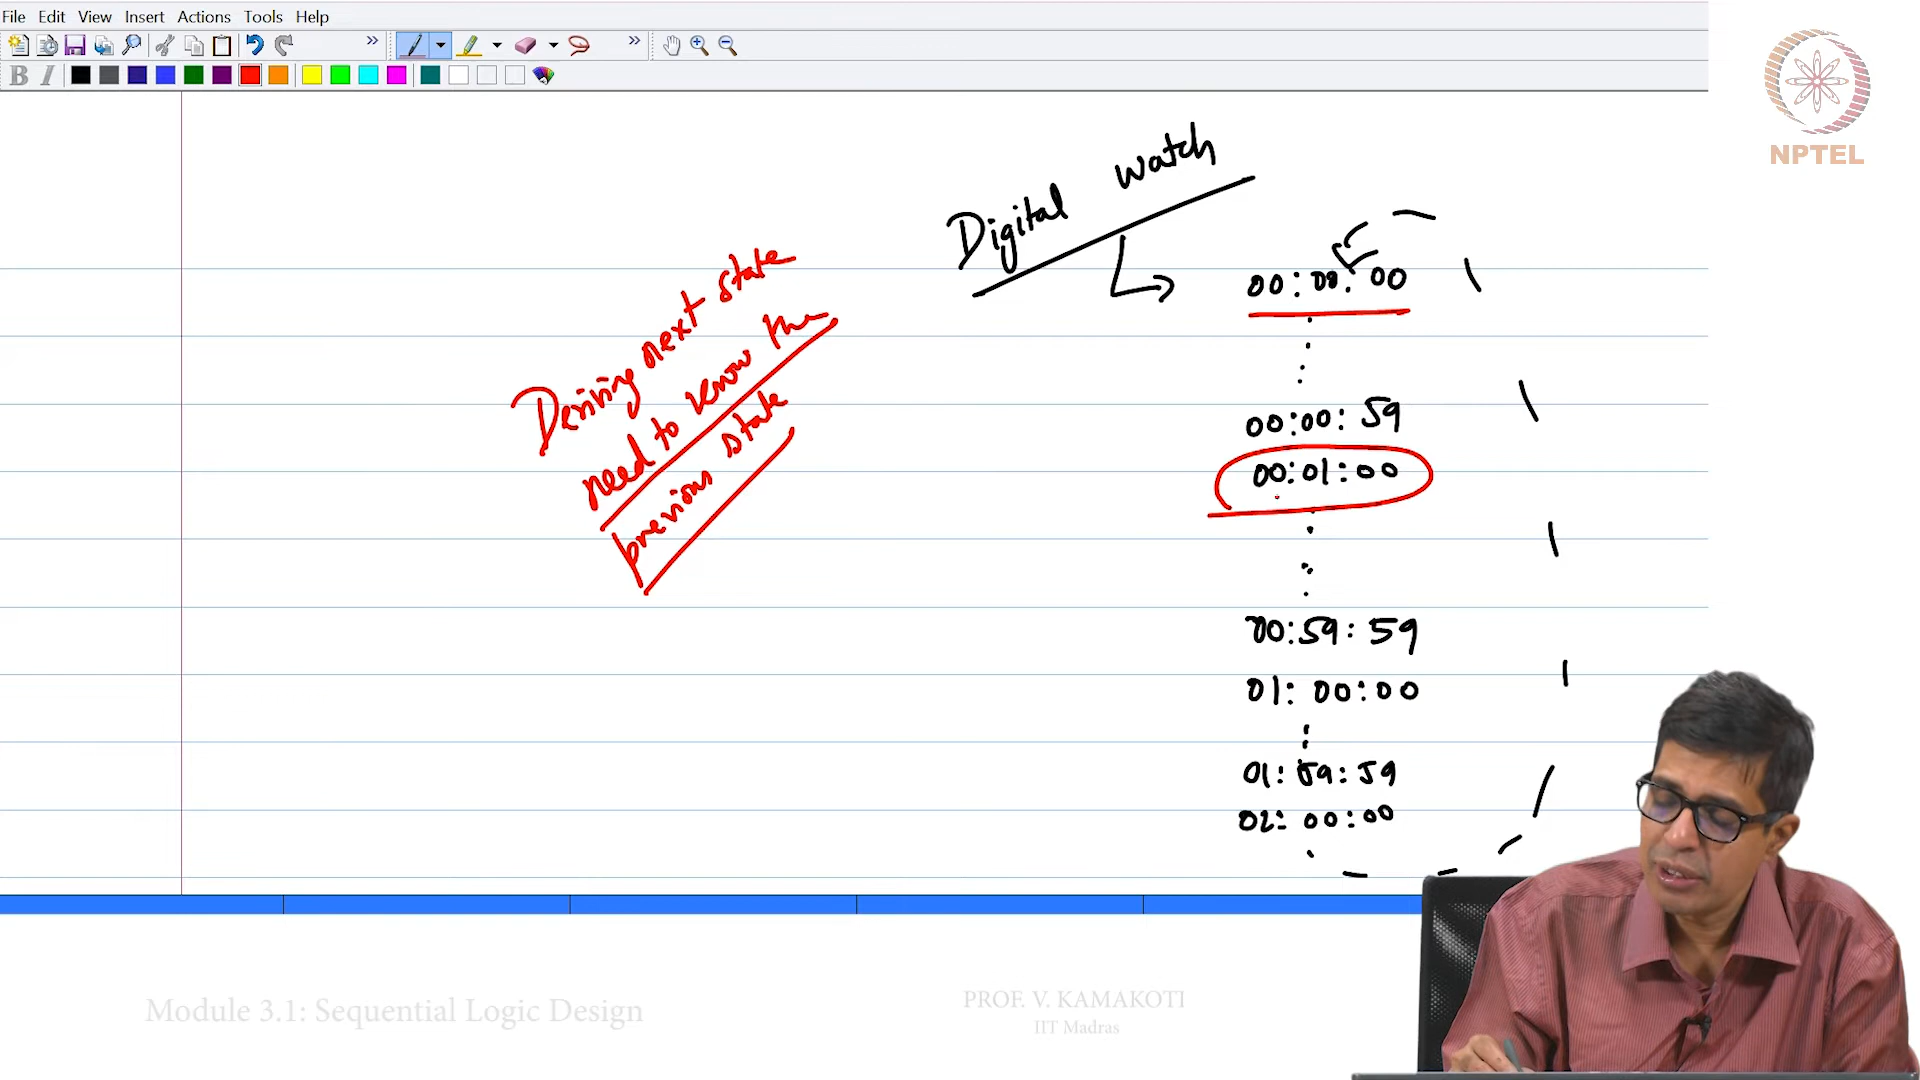 File Edit View Insert Actions Tools Help
B I
NPTEL
Digital watch
00:00:00
00:00:59
00:01:00
00:59:59
01:00:00
01:59:59
02:00:00
Deriving next state
need to know the
previous state
Module 3.1: Sequential Logic Design
PROF. V. KAMAKOTI
IIT Madras